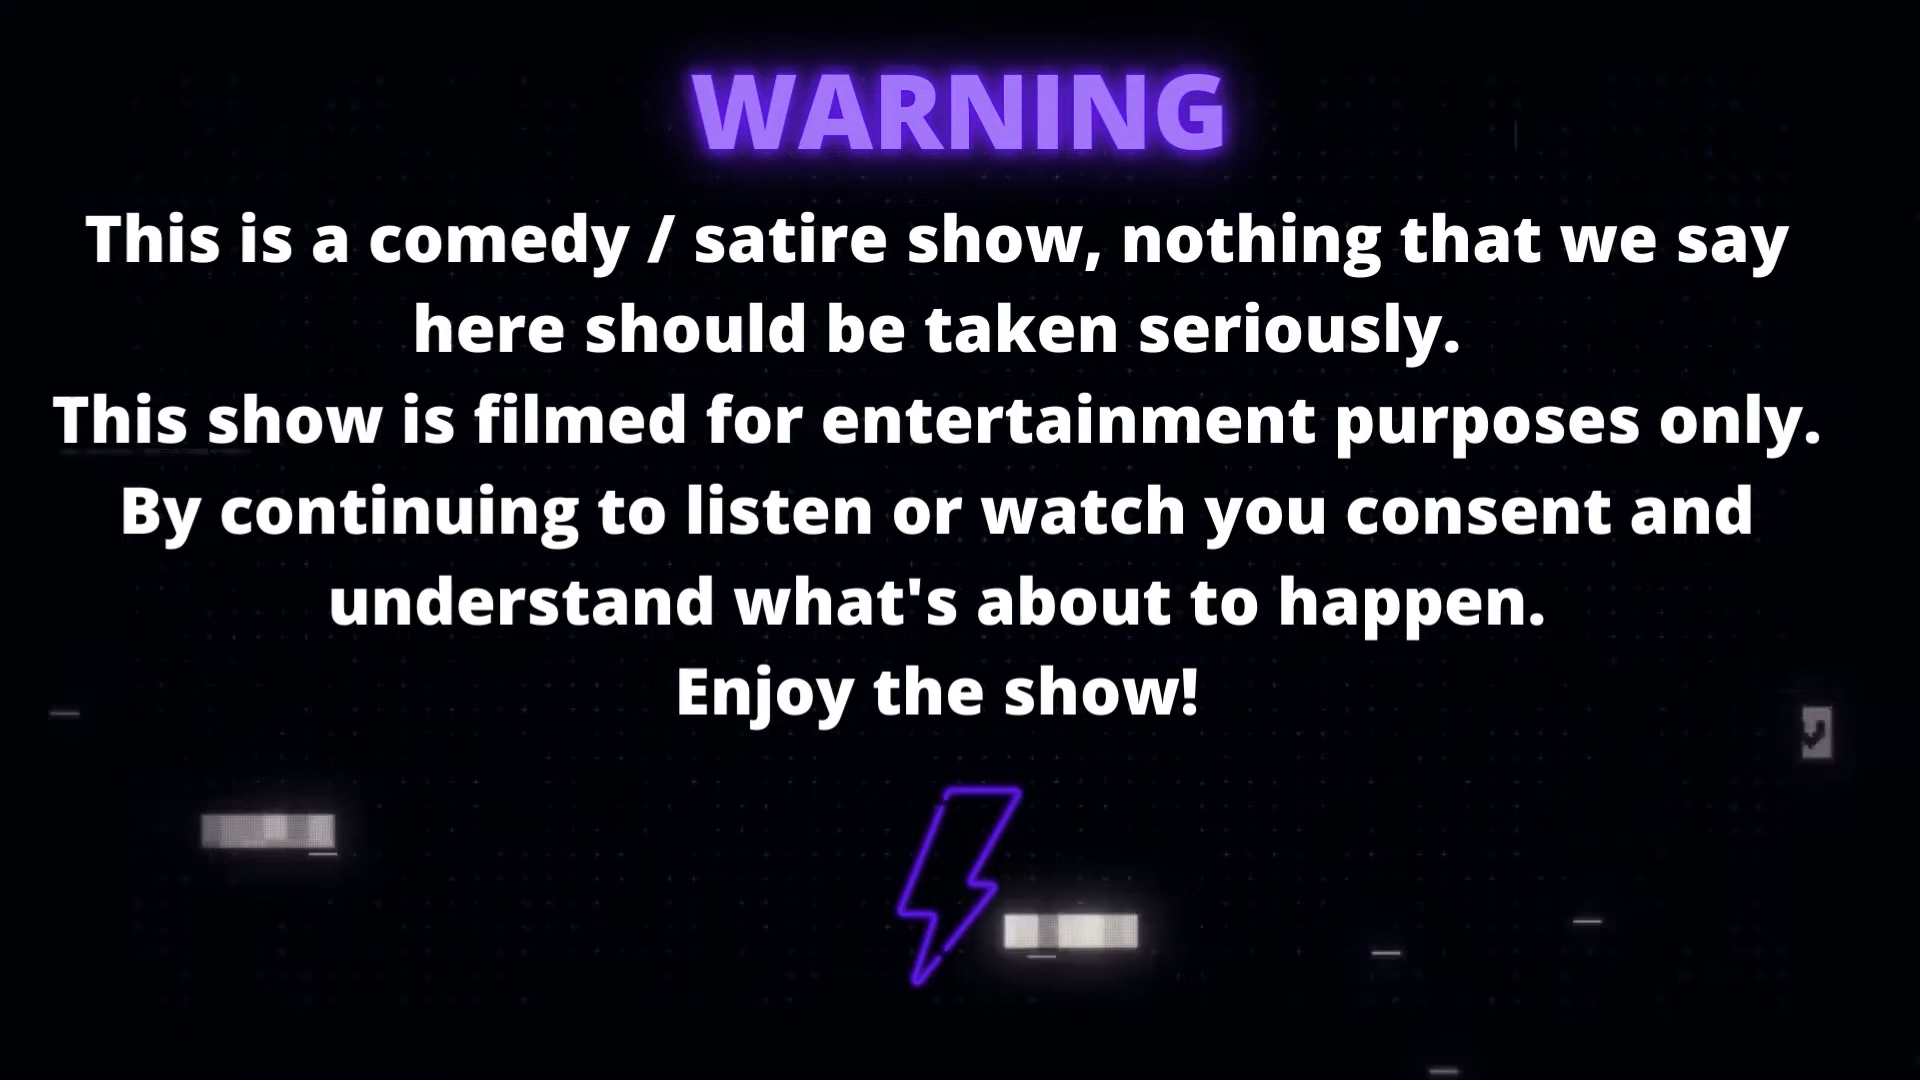 WARNING
This is a comedy / satire show, nothing that we say
here should be taken seriously.
This show is filmed for entertainment purposes only.
By continuing to listen or watch you consent and
understand what's about to happen.
Enjoy the show!